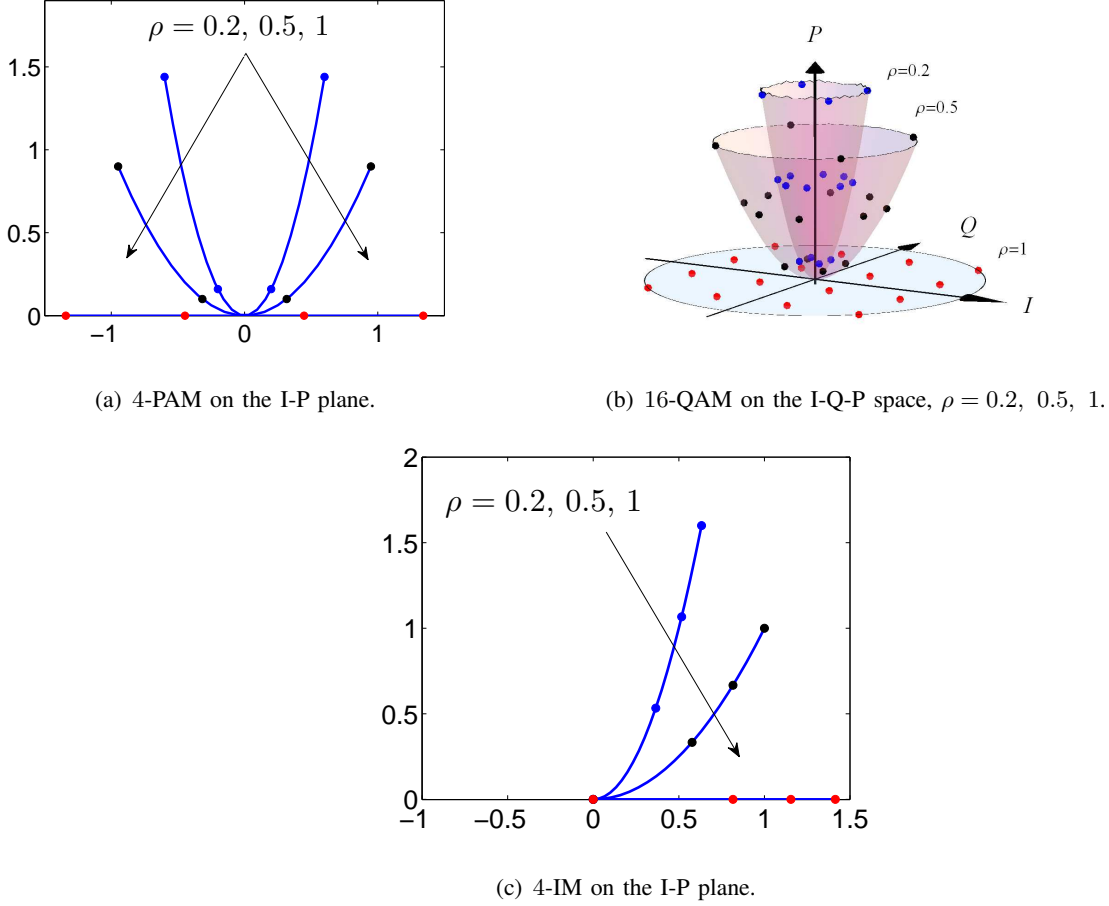 ρ = 0.2, 0.5, 1
1.5
1
0.5
0
−1
0
1
P
ρ=0.2
ρ=0.5
Q
ρ=1
I
(a) 4-PAM on the I-P plane.
(b) 16-QAM on the I-Q-P space, ρ = 0.2, 0.5, 1.
2
ρ = 0.2, 0.5, 1
1.5
1
0.5
0
−1
−0.5
0
0.5
1
1.5
(c) 4-IM on the I-P plane.